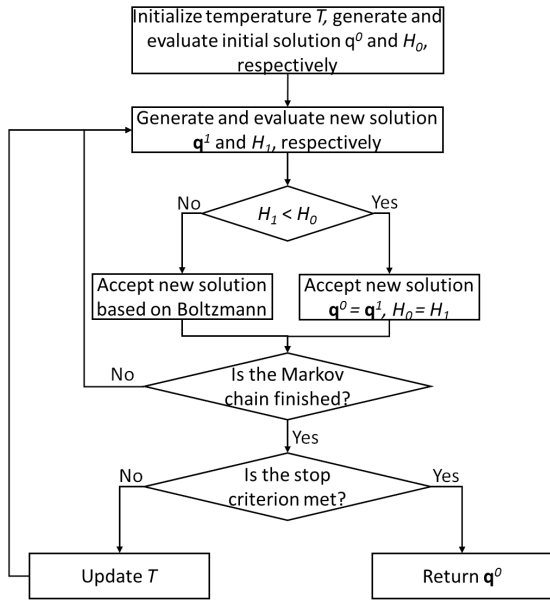 Initialize temperature T, generate and
evaluate initial solution q⁰ and H₀,
respectively
Generate and evaluate new solution
q¹ and H₁, respectively
No
H₁ < H₀
Yes
Accept new solution
based on Boltzmann
Accept new solution
q⁰ = q¹, H₀ = H₁
No
Is the Markov
chain finished?
Yes
No
Is the stop
criterion met?
Yes
Update T
Return q⁰